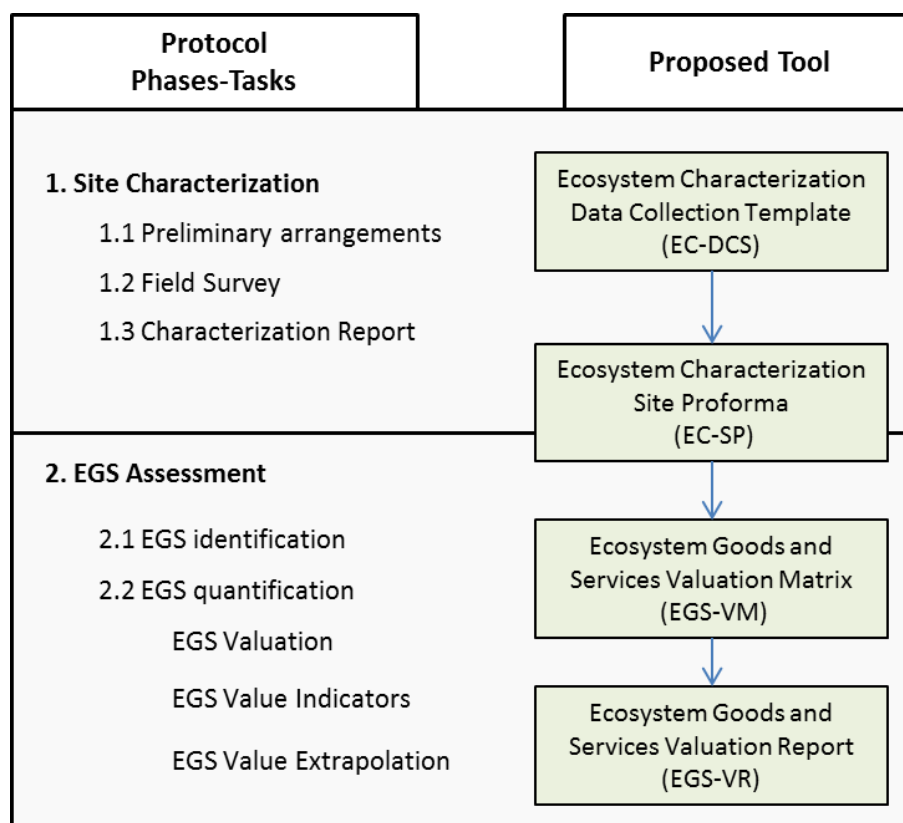 Protocol
Phases-Tasks
Proposed Tool
1. Site Characterization
1.1 Preliminary arrangements
1.2 Field Survey
1.3 Characterization Report
Ecosystem Characterization
Data Collection Template
(EC-DCS)
Ecosystem Characterization
Site Proforma
(EC-SP)
2. EGS Assessment
2.1 EGS identification
2.2 EGS quantification
EGS Valuation
EGS Value Indicators
EGS Value Extrapolation
Ecosystem Goods and
Services Valuation Matrix
(EGS-VM)
Ecosystem Goods and
Services Valuation Report
(EGS-VR)